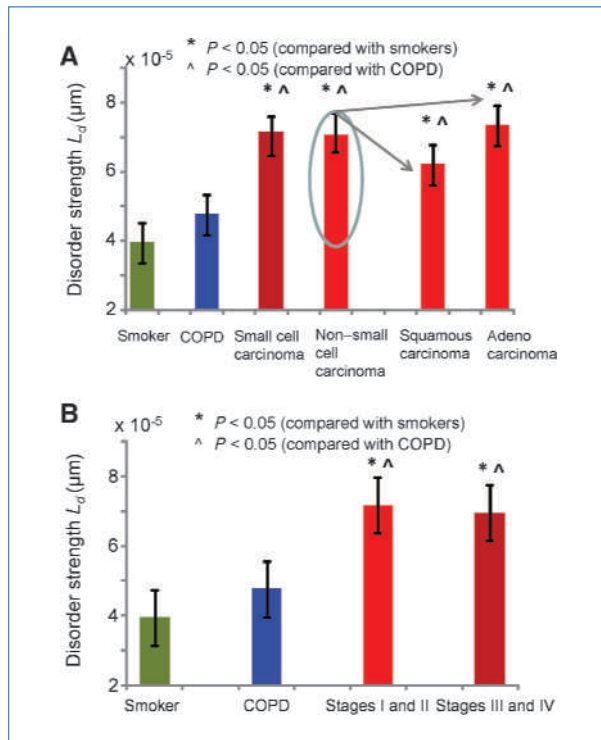 A
x 10-5
* P < 0.05 (compared with smokers)
^ P < 0.05 (compared with COPD)
* ^
* ^
* ^
* ^
Disorder strength Ld (µm)
8
6
4
2
Smoker
COPD
Small cell
carcinoma
Non–small
cell
carcinoma
Squamous
carcinoma
Adeno
carcinoma
B
x 10-5
* P < 0.05 (compared with smokers)
^ P < 0.05 (compared with COPD)
* ^
* ^
Disorder strength Ld (µm)
8
6
4
2
Smoker
COPD
Stages I and II
Stages III and IV